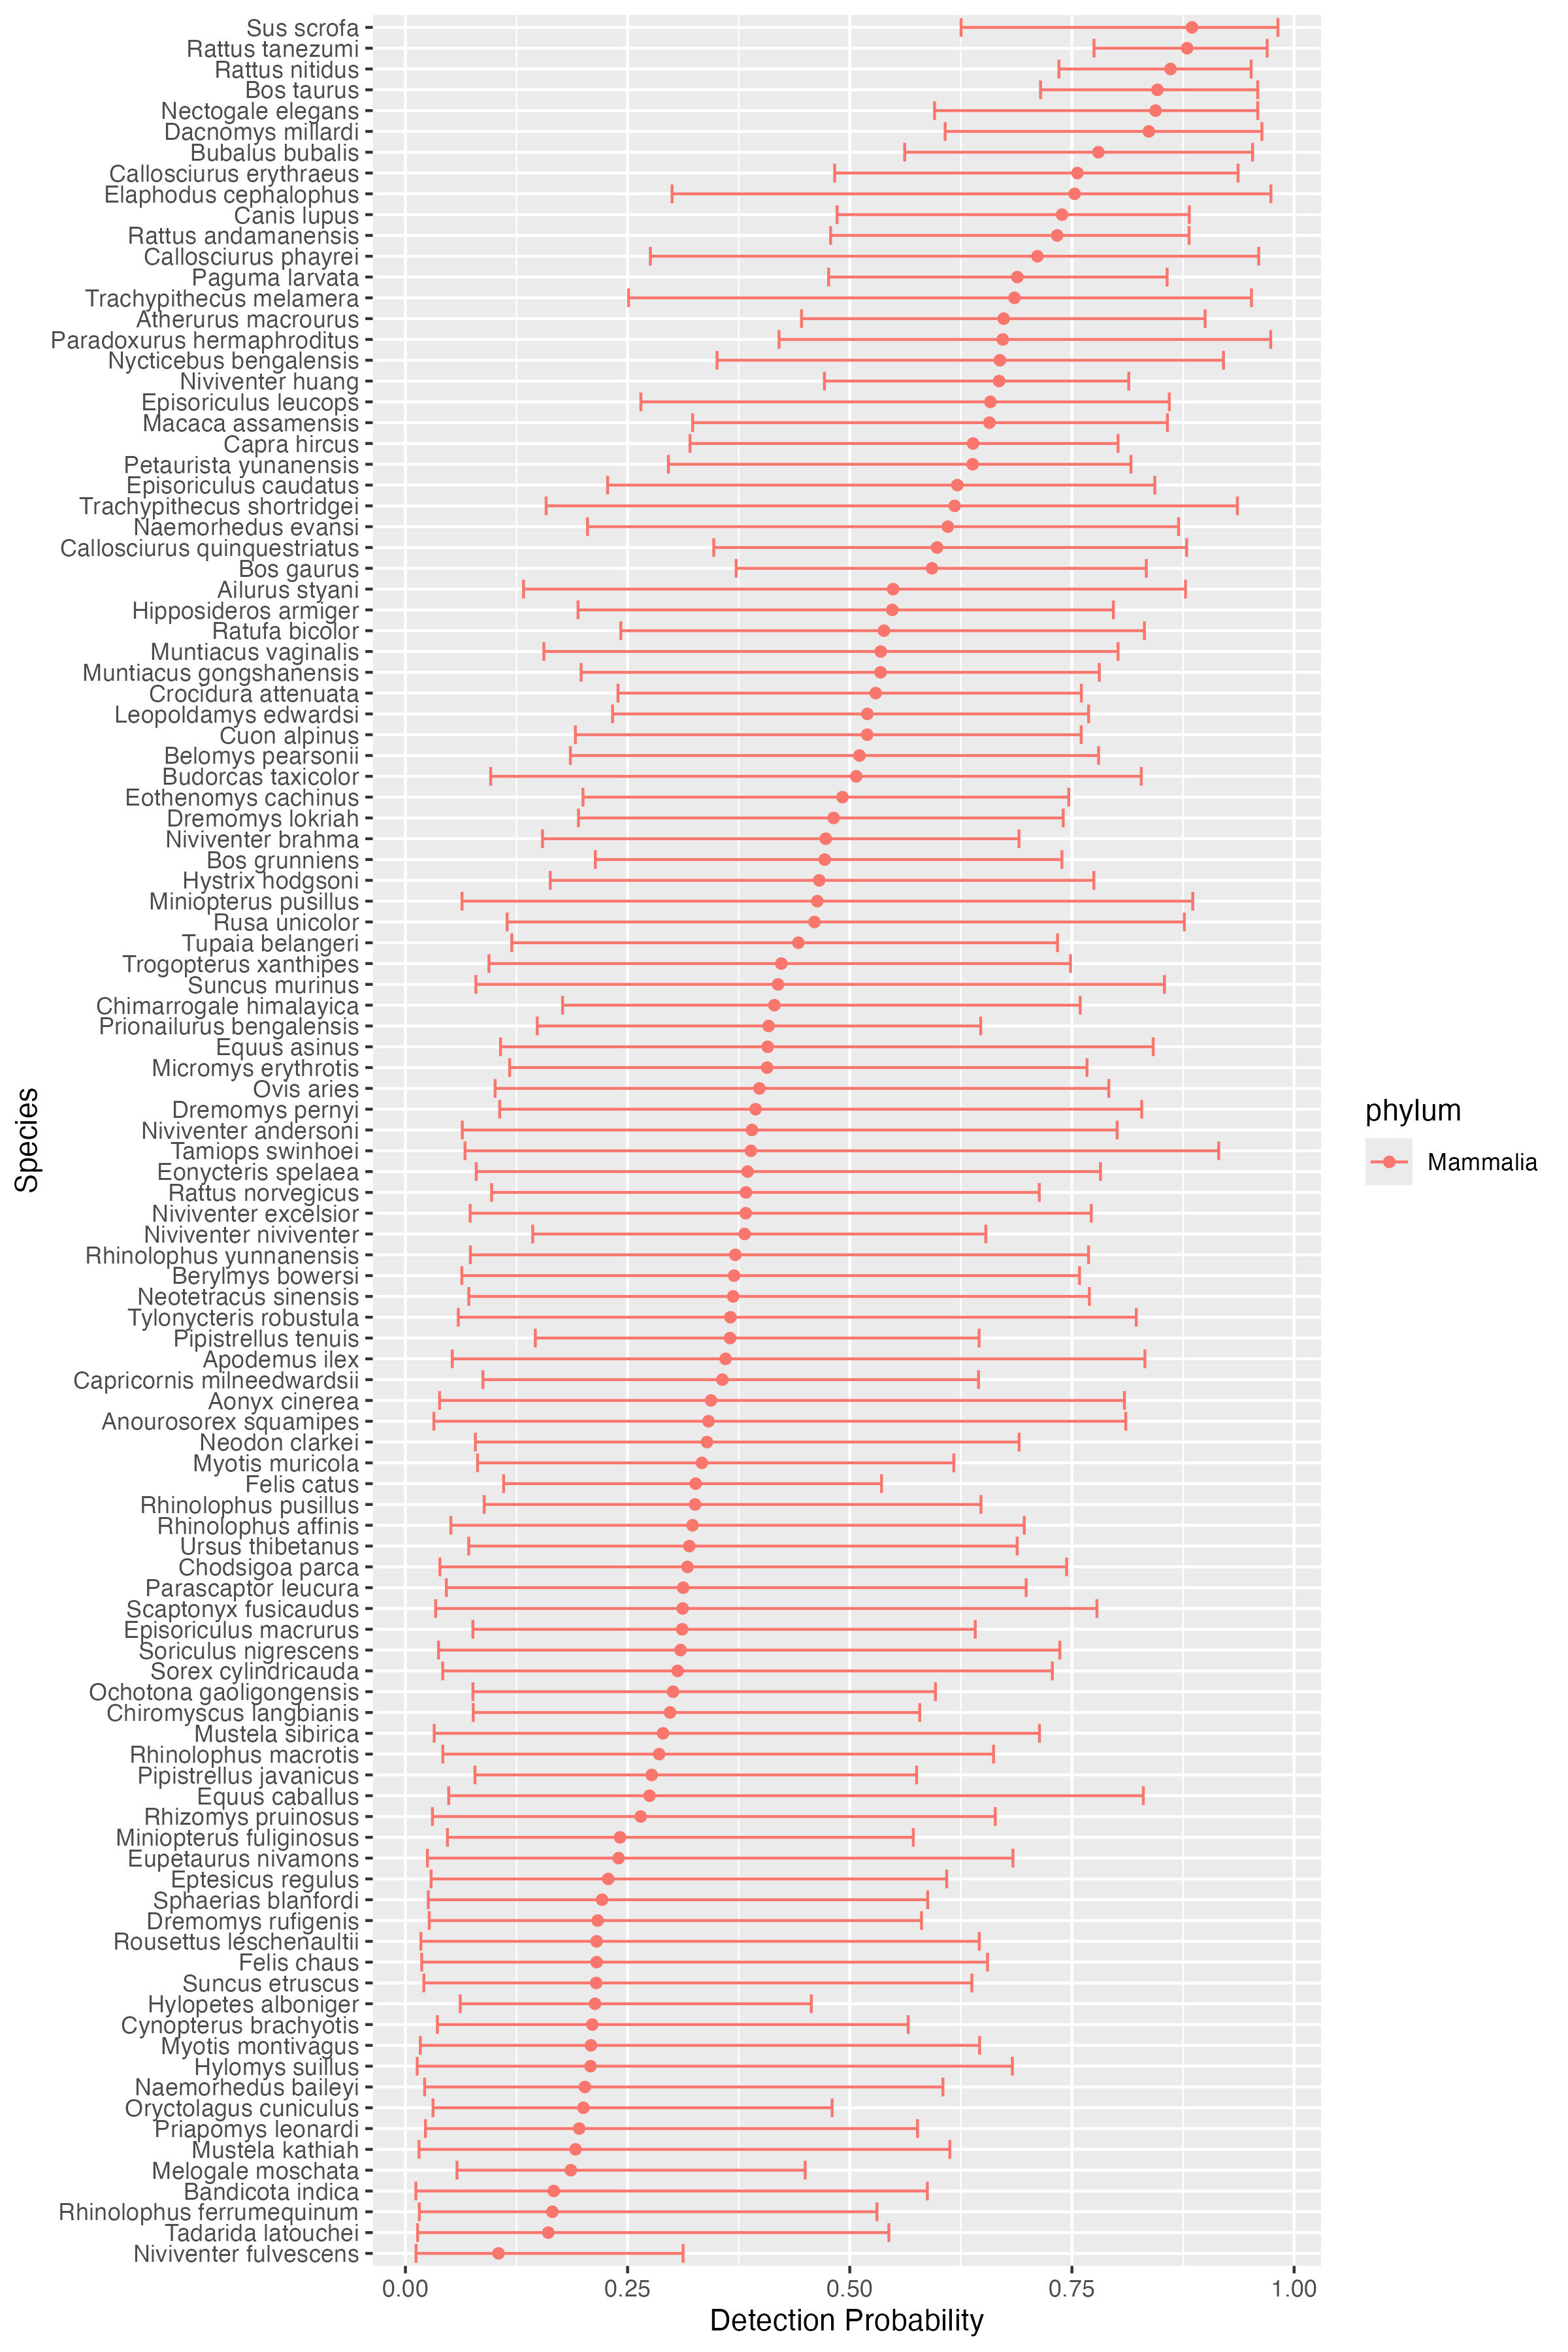 Sus scrofa
Rattus tanezumi
Rattus nitidus
Bos taurus
Nectogale elegans
Dacnomys millardi
Bubalus bubalis
Callosciurus erythraeus
Elaphodus cephalophus
Canis lupus
Rattus andamanensis
Callosciurus phayrei
Paguma larvata
Trachypithecus melamera
Atherurus macrourus
Paradoxurus hermaphroditus
Nycticebus bengalensis
Niviventer huang
Episoriculus leucops
Macaca assamensis
Capra hircus
Petaurista yunanensis
Episoriculus caudatus
Trachypithecus shortridgei
Naemorhedus evansi
Callosciurus quinquestriatus
Bos gaurus
Ailurus styani
Hipposideros armiger
Ratufa bicolor
Muntiacus vaginalis
Muntiacus gongshanensis
Crocidura attenuata
Leopoldamys edwardsi
Cuon alpinus
Belomys pearsonii
Budorcas taxicolor
Eothenomys cachinus
Dremomys lokriah
Niviventer brahma
Bos grunniens
Hystrix hodgsoni
Miniopterus pusillus
Rusa unicolor
Tupaia belangeri
Trogopterus xanthipes
Suncus murinus
Chimarrogale himalayica
Prionailurus bengalensis
Equus asinus
Micromys erythrotis
Ovis aries
Dremomys pernyi
Niviventer andersoni
Tamiops swinhoei
Eonycteris spelaea
Rattus norvegicus
Niviventer excelsior
Niviventer niviventer
Rhinolophus yunnanensis
Berylmys bowersi
Neotetracus sinensis
Tylonycteris robustula
Pipistrellus tenuis
Apodemus ilex
Capricornis milneedwardsii
Aonyx cinerea
Anourosorex squamipes
Neodon clarkei
Myotis muricola
Felis catus
Rhinolophus pusillus
Rhinolophus affinis
Ursus thibetanus
Chodsigoa parca
Parascaptor leucura
Scaptonyx fusicaudus
Episoriculus macrurus
Soriculus nigrescens
Sorex cylindricauda
Ochotona gaoligongensis
Chiromyscus langbianis
Mustela sibirica
Rhinolophus macrotis
Pipistrellus javanicus
Equus caballus
Rhizomys pruinosus
Miniopterus fuliginosus
Eupetaurus nivamons
Eptesicus regulus
Sphaerias blanfordi
Dremomys rufigenis
Rousettus leschenaultii
Felis chaus
Suncus etruscus
Hylopetes alboniger
Cynopterus brachyotis
Myotis montivagus
Hylomys suillus
Naemorhedus baileyi
Oryctolagus cuniculus
Priapomys leonardi
Mustela kathiah
Melogale moschata
Bandicota indica
Rhinolophus ferrumequinum
Tadarida latouchei
Niviventer fulvescens
0.00 0.25 0.50 0.75 1.00
Detection Probability
Species
phylum
Mammalia